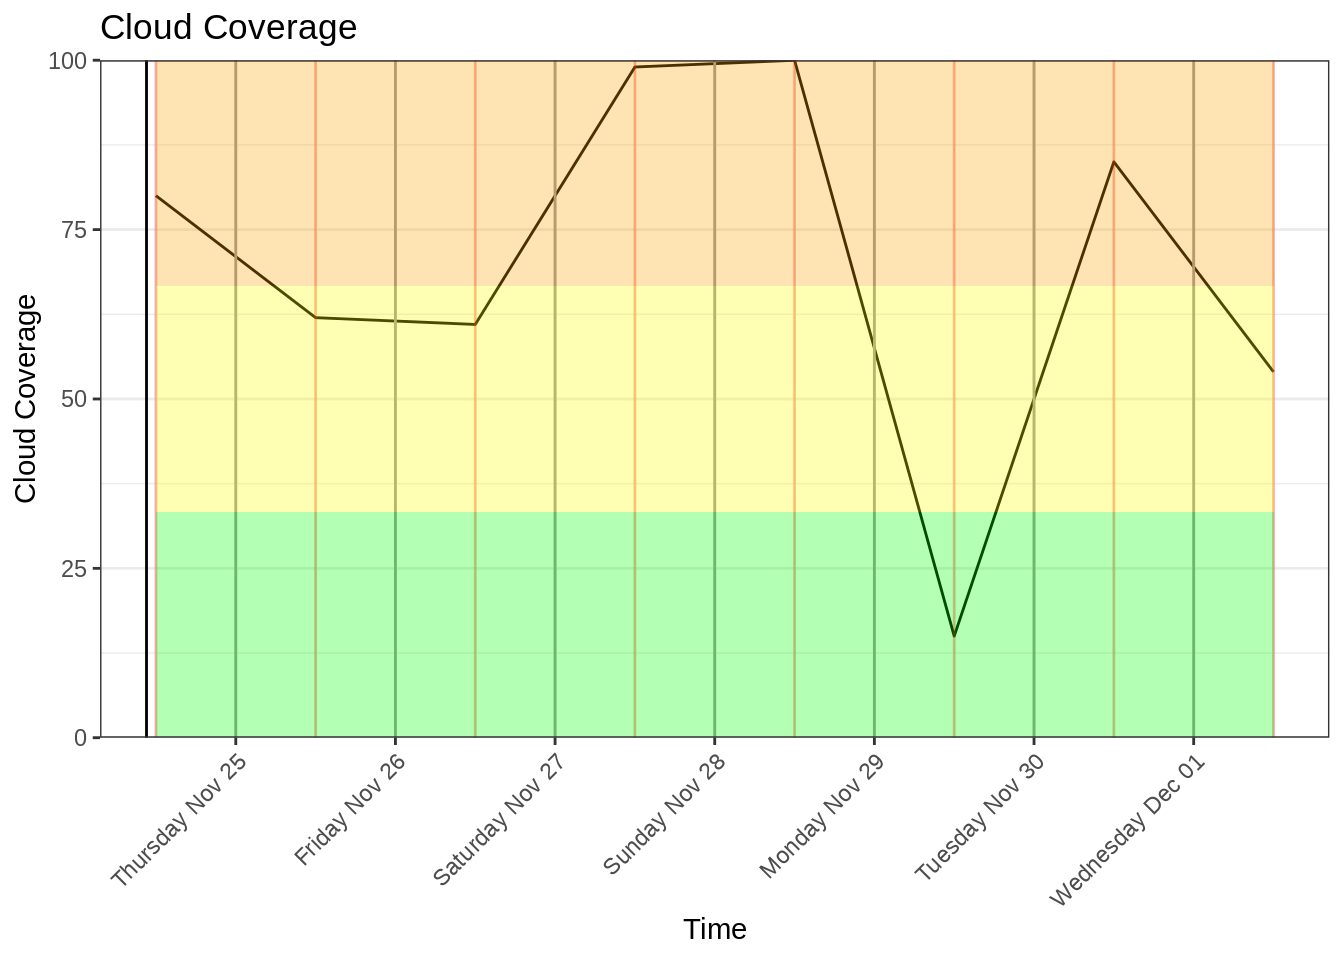 Cloud Coverage
100
75
50
25
0
Cloud Coverage
Thursday Nov 25
Friday Nov 26
Saturday Nov 27
Sunday Nov 28
Monday Nov 29
Tuesday Nov 30
Wednesday Dec 01
Time